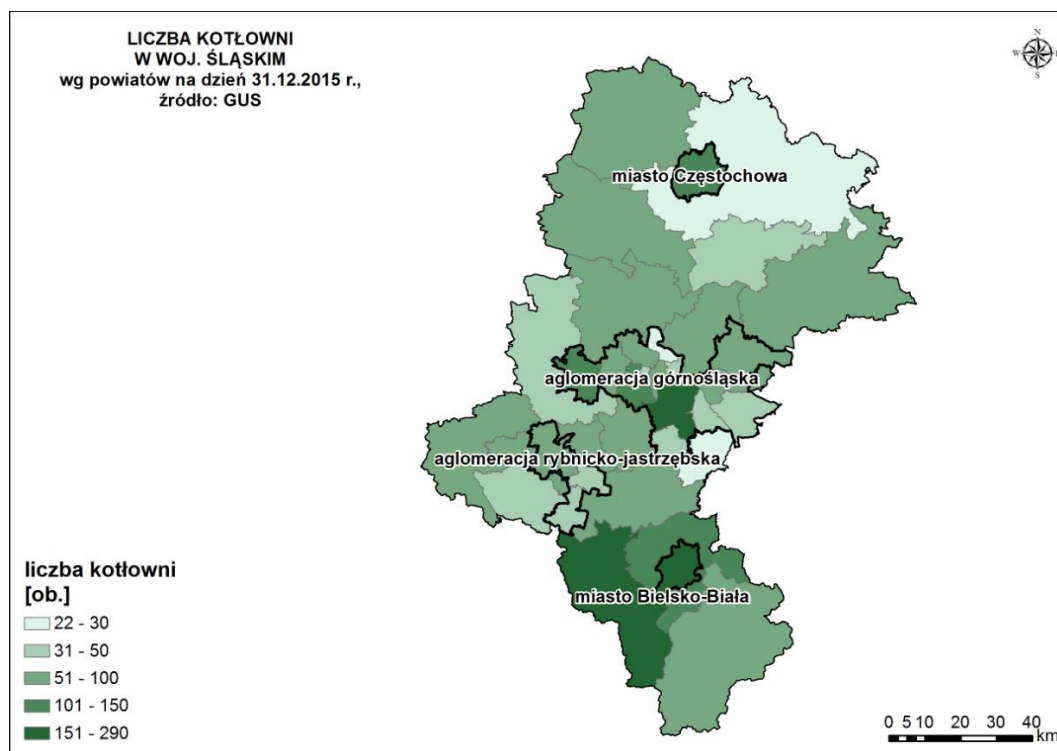 LICZBA KOTŁOWNI
W WOJ. ŚLĄSKIM
wg powiatów na dzień 31.12.2015 r.,
źródło: GUS
N
W
S
miasto Częstochowa
aglomeracja górnośląska
aglomeracja rybnicko-jastrzębska
miasto Bielsko-Biała
liczba kotłowni
[ob.]
22 - 30
31 - 50
51 - 100
101 - 150
151 - 290
0 5 10 20 30 40
km